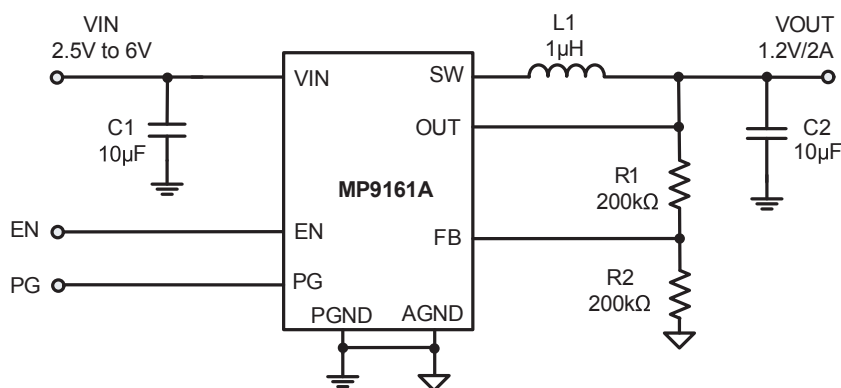 VIN
2.5V to 6V
L1
1µH
VOUT
1.2V/2A
VIN
SW
C1
10µF
OUT
C2
10µF
R1
200kΩ
MP9161A
EN
EN
FB
PG
PG
R2
200kΩ
PGND
AGND